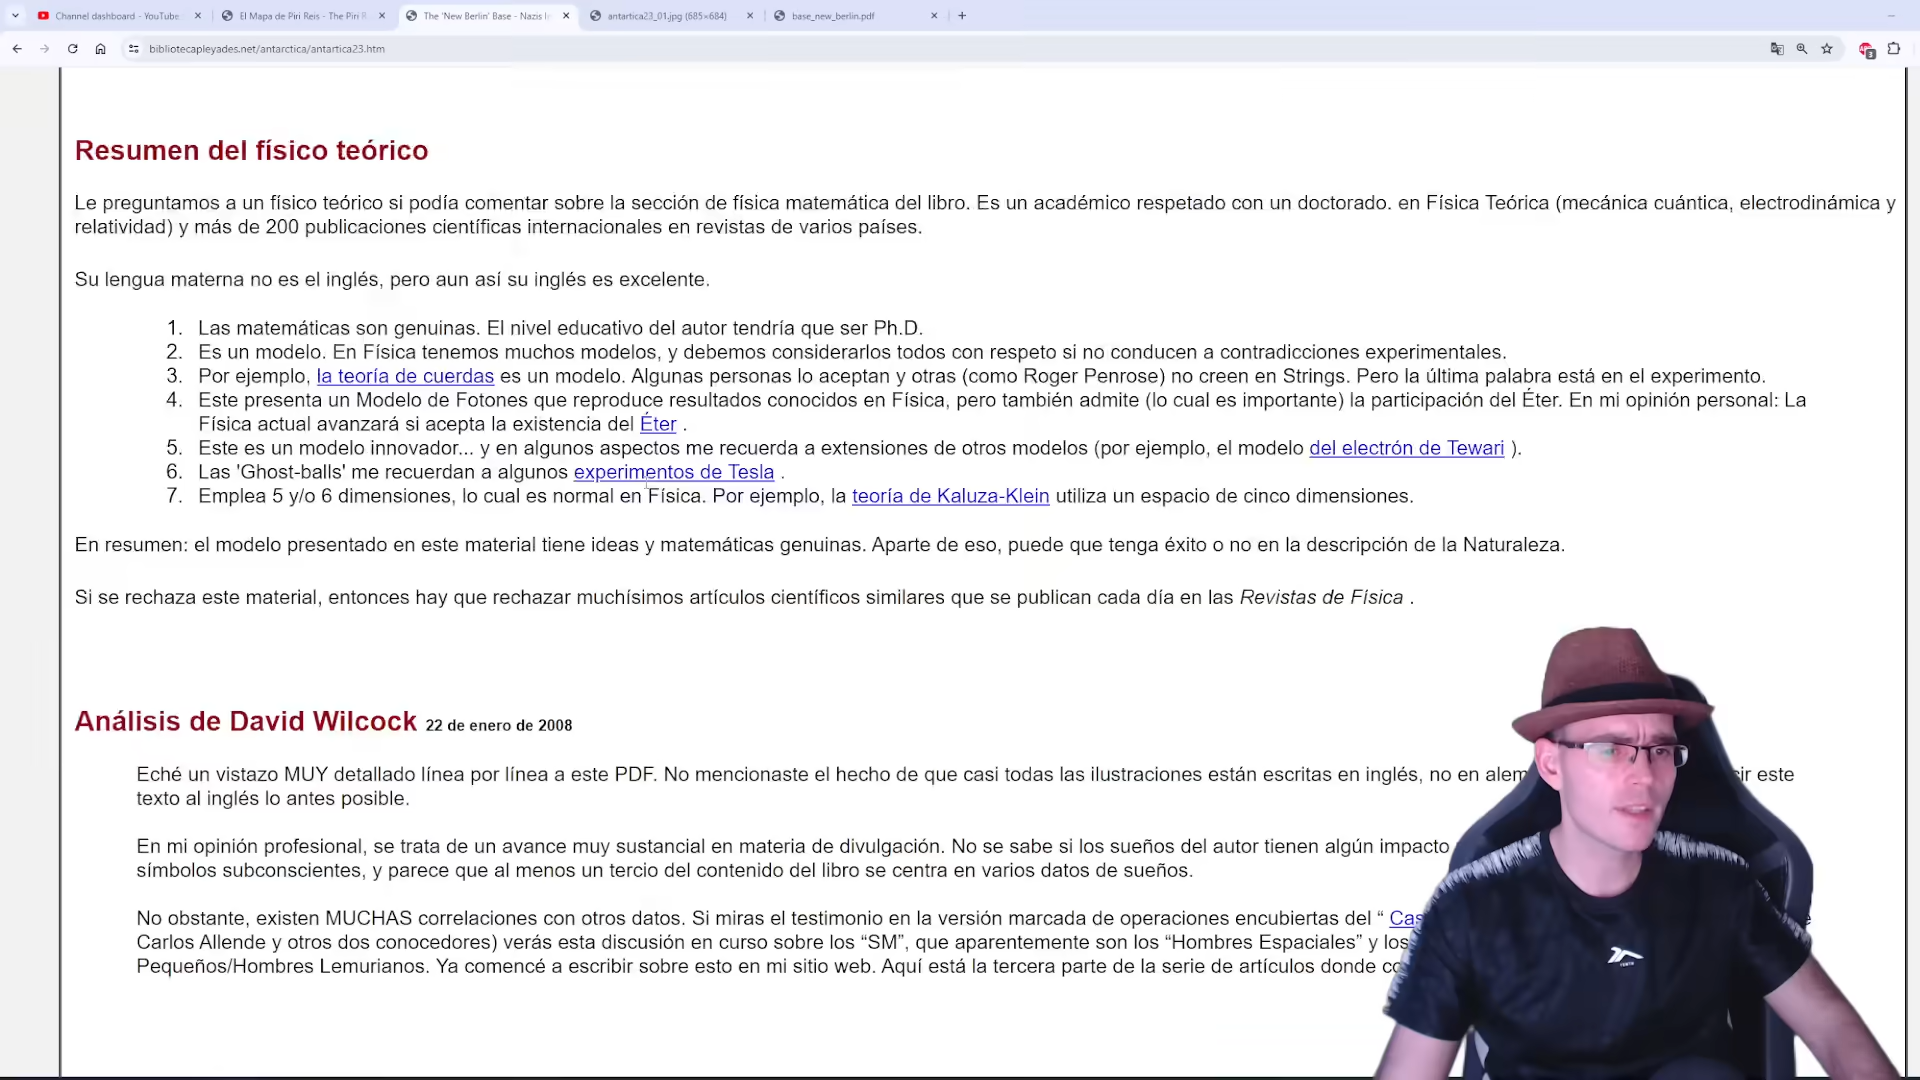 Channel dashboard - YouTube
El Mapa de Piri Reis - The Piri R
The 'New Berlin' Base - Nazis I
antartica23_01.jpg (685×684)
base_new_berlin.pdf
bibliotecapleyades.net/antarctica/antartica23.htm
3
Resumen del físico teórico
Le preguntamos a un físico teórico si podía comentar sobre la sección de física matemática del libro. Es un académico respetado con un doctorado. en Física Teórica (mecánica cuántica, electrodinámica y
relatividad) y más de 200 publicaciones científicas internacionales en revistas de varios países.
Su lengua materna no es el inglés, pero aun así su inglés es excelente.
1. Las matemáticas son genuinas. El nivel educativo del autor tendría que ser Ph.D.
2. Es un modelo. En Física tenemos muchos modelos, y debemos considerarlos todos con respeto si no conducen a contradicciones experimentales.
3. Por ejemplo, la teoría de cuerdas es un modelo. Algunas personas lo aceptan y otras (como Roger Penrose) no creen en Strings. Pero la última palabra está en el experimento.
4. Este presenta un Modelo de Fotones que reproduce resultados conocidos en Física, pero también admite (lo cual es importante) la participación del Éter. En mi opinión personal: La
Física actual avanzará si acepta la existencia del Éter .
5. Este es un modelo innovador... y en algunos aspectos me recuerda a extensiones de otros modelos (por ejemplo, el modelo del electrón de Tewari ).
6. Las 'Ghost-balls' me recuerdan a algunos experimentos de Tesla .
7. Emplea 5 y/o 6 dimensiones, lo cual es normal en Física. Por ejemplo, la teoría de Kaluza-Klein utiliza un espacio de cinco dimensiones.
En resumen: el modelo presentado en este material tiene ideas y matemáticas genuinas. Aparte de eso, puede que tenga éxito o no en la descripción de la Naturaleza.
Si se rechaza este material, entonces hay que rechazar muchísimos artículos científicos similares que se publican cada día en las Revistas de Física .
Análisis de David Wilcock 22 de enero de 2008
Eché un vistazo MUY detallado línea por línea a este PDF. No mencionaste el hecho de que casi todas las ilustraciones están escritas en inglés, no en alem este
texto al inglés lo antes posible.
En mi opinión profesional, se trata de un avance muy sustancial en materia de divulgación. No se sabe si los sueños del autor tienen algún impacto
símbolos subconscientes, y parece que al menos un tercio del contenido del libro se centra en varios datos de sueños.
No obstante, existen MUCHAS correlaciones con otros datos. Si miras el testimonio en la versión marcada de operaciones encubiertas del “ Cas
Carlos Allende y otros dos conocedores) verás esta discusión en curso sobre los “SM”, que aparentemente son los “Hombres Espaciales” y los
Pequeños/Hombres Lemurianos. Ya comencé a escribir sobre esto en mi sitio web. Aquí está la tercera parte de la serie de artículos donde co